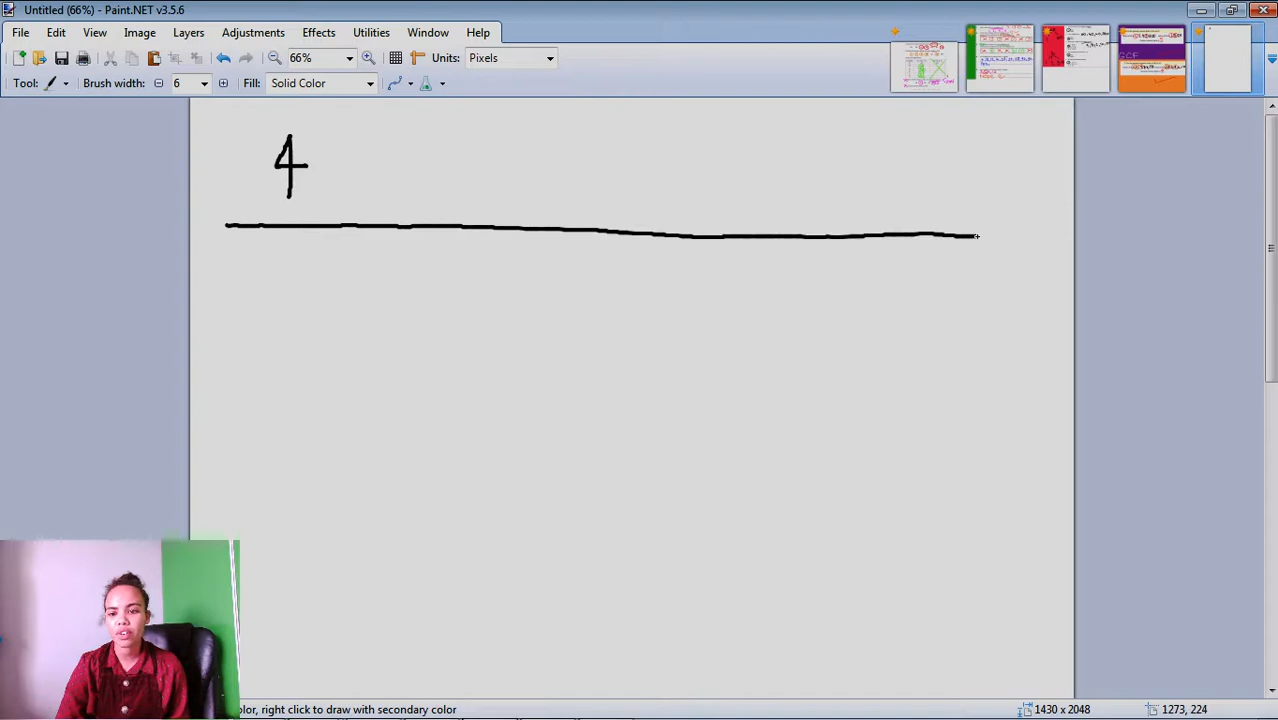 Untitled (66%) - Paint.NET v3.5.6
File Edit View Image Layers Adjustments Effects Utilities Window Help
66% Units: Pixels
Tool: Brush width: 6 Fill: Solid Color
GCF
4
olor, right click to draw with secondary color 1430 x 2048 1273, 224